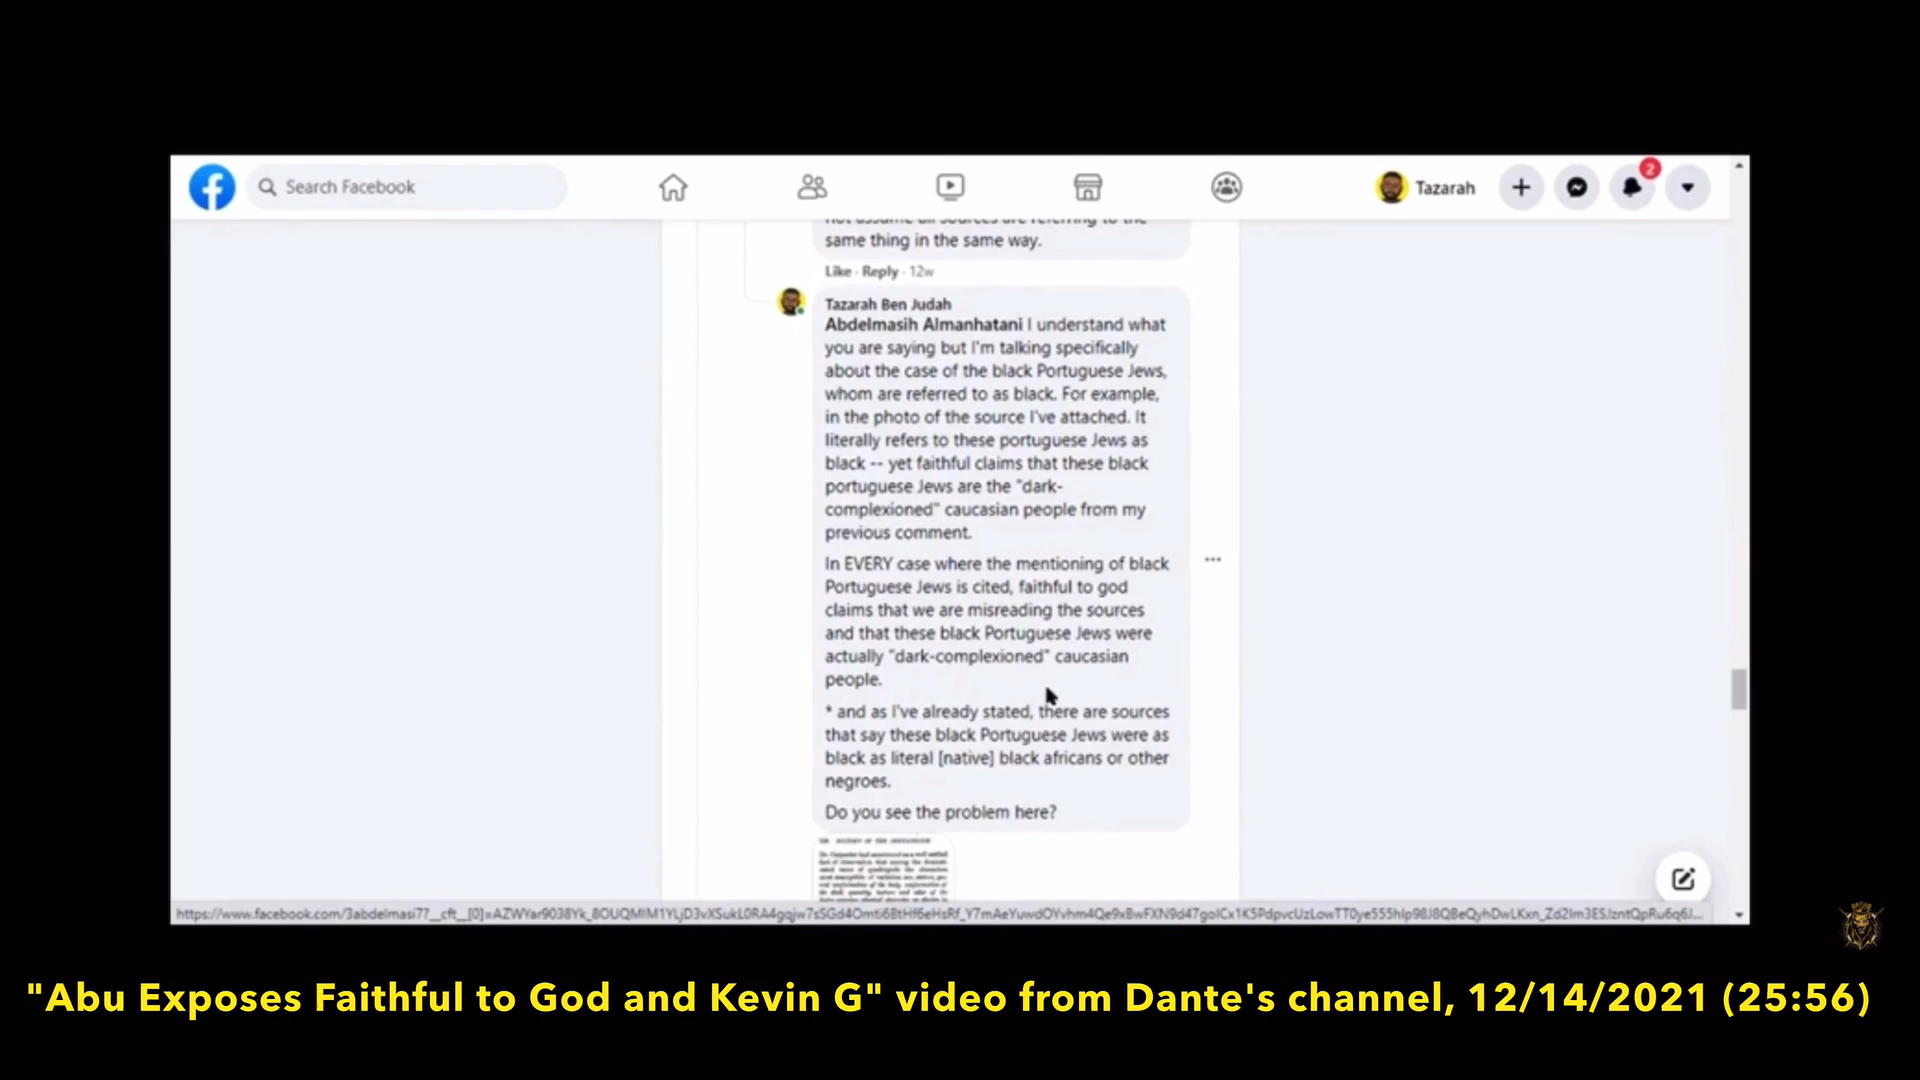 Search Facebook
Tazarah
2
same thing in the same way.
Like · Reply · 12w
Tazarah Ben Judah
Abdelmasih Almanhatani I understand what
you are saying but I'm talking specifically
about the case of the black Portuguese Jews,
whom are referred to as black. For example,
in the photo of the source I've attached. It
literally refers to these portuguese Jews as
black -- yet faithful claims that these black
portuguese Jews are the "dark-
complexioned" caucasian people from my
previous comment.
In EVERY case where the mentioning of black
Portuguese Jews is cited, faithful to god
claims that we are misreading the sources
and that these black Portuguese Jews were
actually "dark-complexioned" caucasian
people.
* and as I've already stated, there are sources
that say these black Portuguese Jews were as
black as literal [native] black africans or other
negroes.
Do you see the problem here?
"Abu Exposes Faithful to God and Kevin G" video from Dante's channel, 12/14/2021 (25:56)